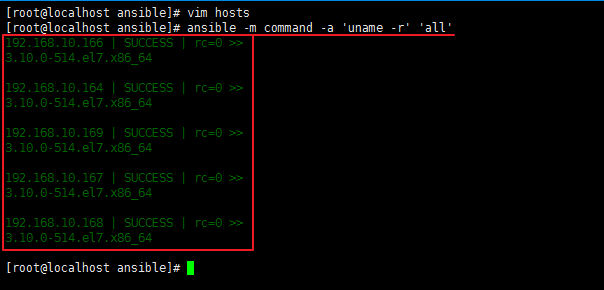 [root@localhost ansible]# vim hosts
[root@localhost ansible]# ansible -m command -a 'uname -r' 'all'
192.168.10.166 | SUCCESS | rc=0 >>
3.10.0-514.el7.x86_64
192.168.10.164 | SUCCESS | rc=0 >>
3.10.0-514.el7.x86_64
192.168.10.169 | SUCCESS | rc=0 >>
3.10.0-514.el7.x86_64
192.168.10.167 | SUCCESS | rc=0 >>
3.10.0-514.el7.x86_64
192.168.10.168 | SUCCESS | rc=0 >>
3.10.0-514.el7.x86_64
[root@localhost ansible]#